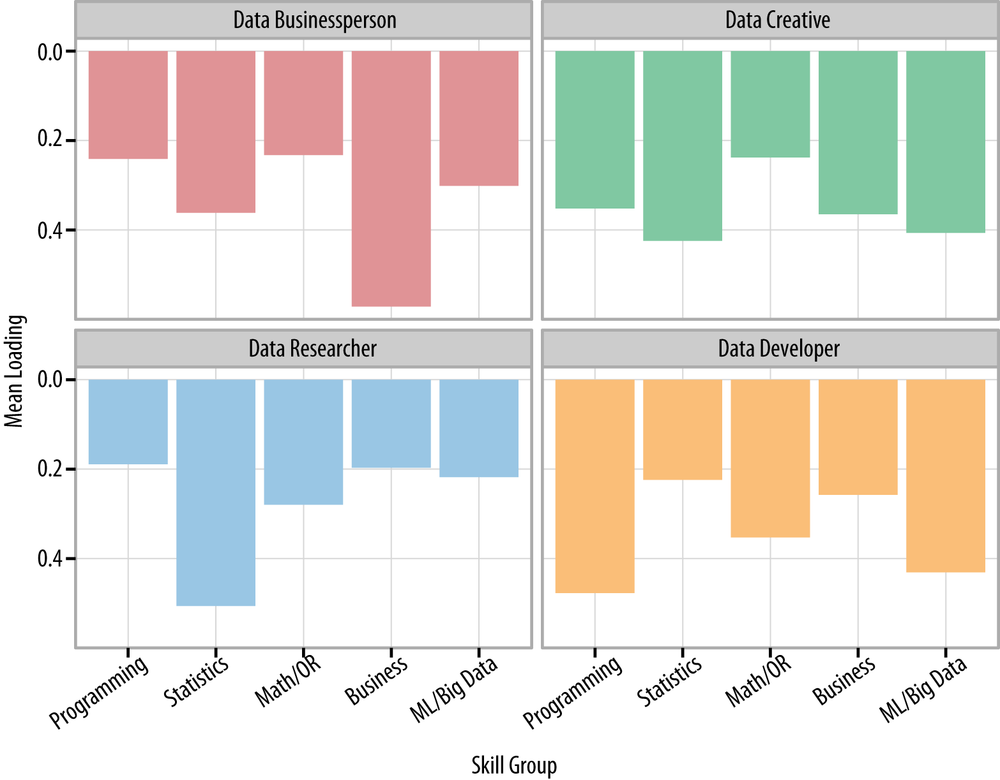 Data Businessperson
Data Creative
0.0
0.2
0.4
Data Researcher
Data Developer
0.0
0.2
0.4
Mean Loading
Programming
Statistics
Math/OR
Business
ML/Big Data
Programming
Statistics
Math/OR
Business
ML/Big Data
Skill Group